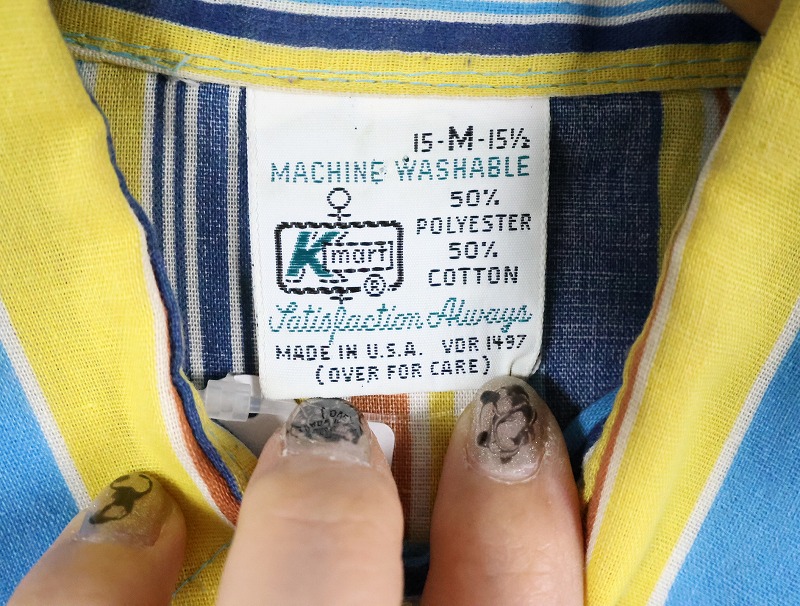 15-M-15½
MACHINE WASHABLE
50%
POLYESTER
50%
COTTON
Kmart ®
Satisfaction Always
MADE IN U.S.A. VDR 1497
(OVER FOR CARE)